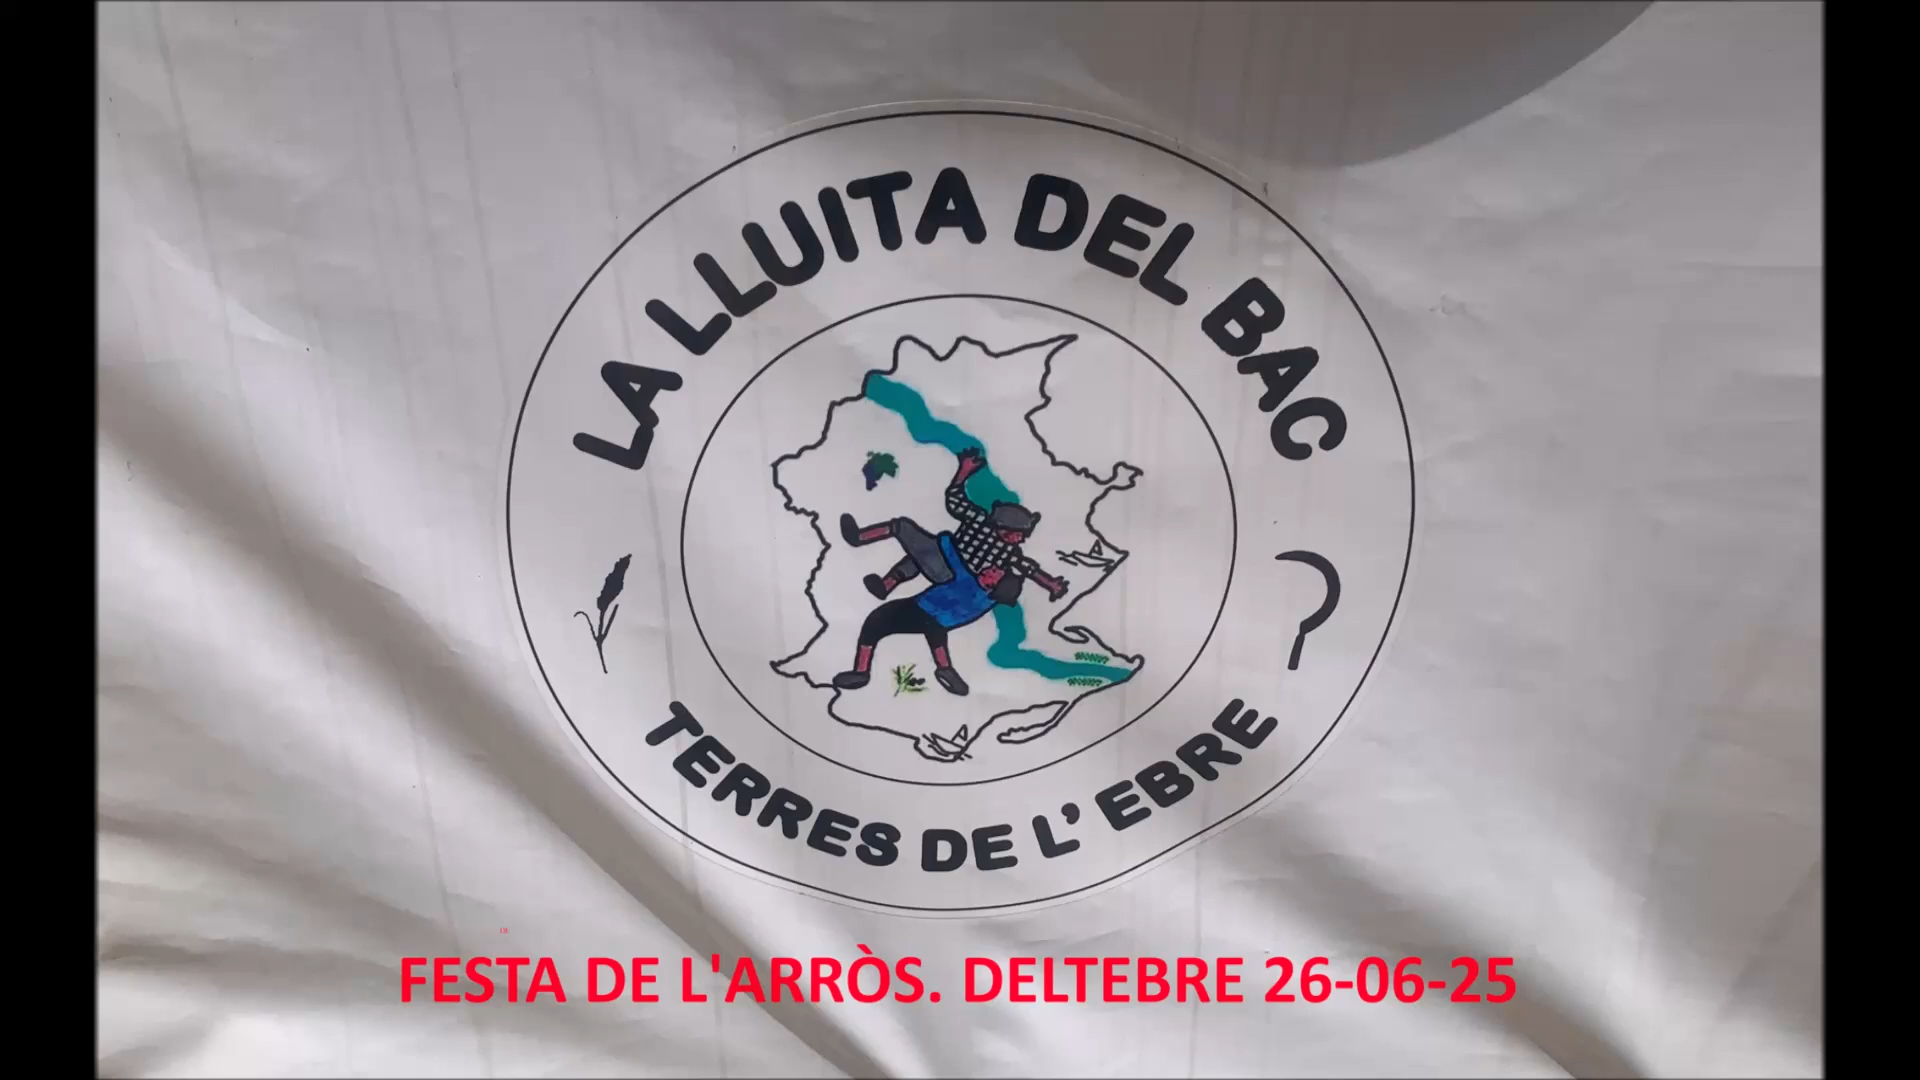 LA LLUITA DEL BAC
TERRES DE L' EBRE
FESTA DE L'ARRÒS. DELTEBRE 26-06-25